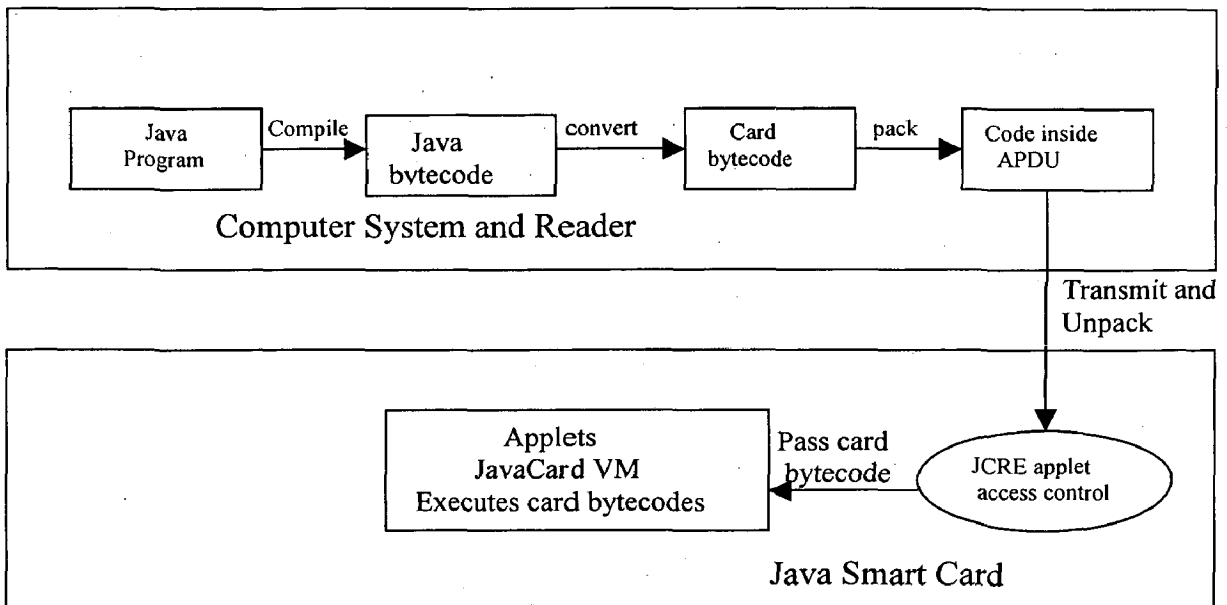 Java
Program
Compile
Java
bytecode
convert
Card
bytecode
pack
Code inside
APDU
Computer System and Reader
Transmit and
Unpack
Applets
JavaCard VM
Executes card bytecodes
Pass card
bytecode
JCRE applet
access control
Java Smart Card